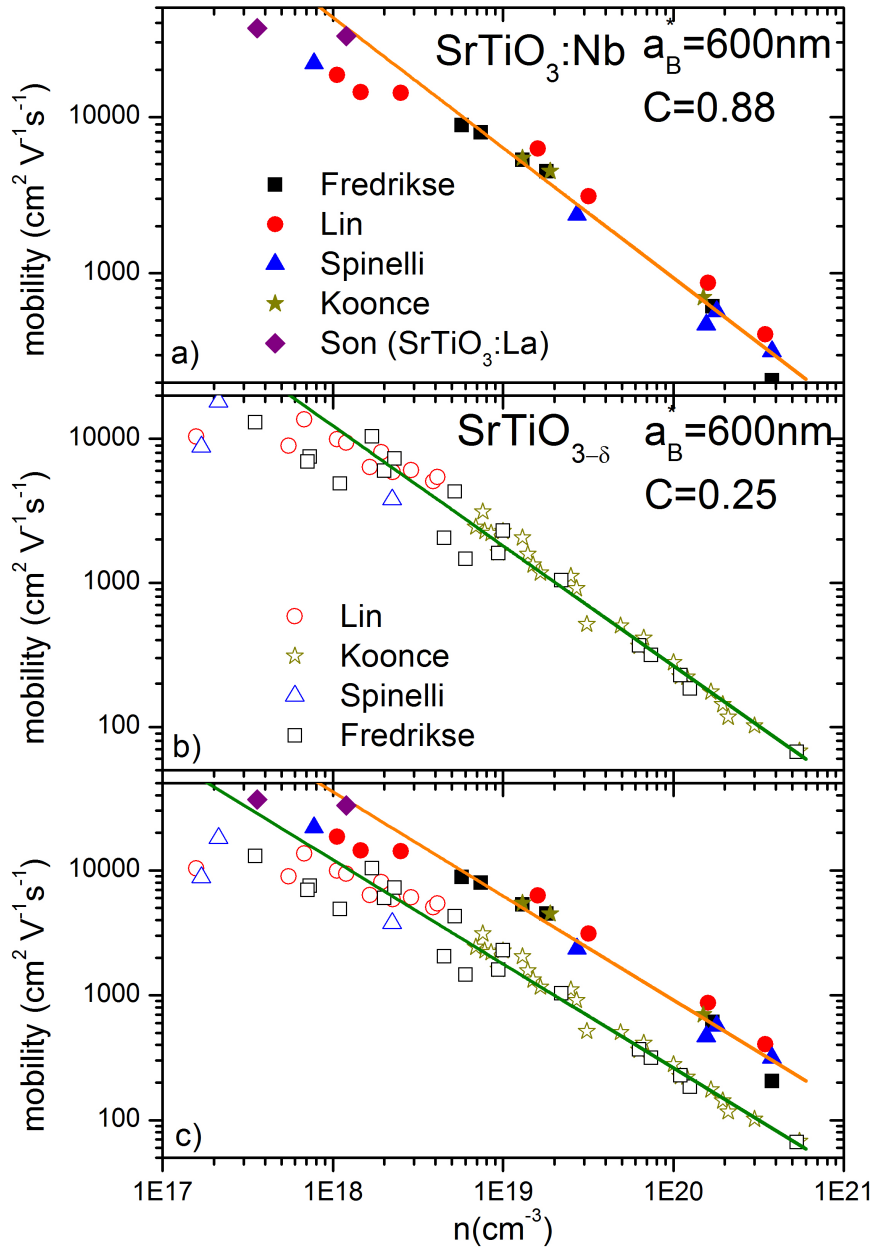 SrTiO₃:Nb a*B=600nm
C=0.88
10000
1000
mobility (cm² V⁻¹s⁻¹)
Fredrikse
Lin
Spinelli
Koonce
Son (SrTiO₃:La)
a)
SrTiO₃₋δ a*B=600nm
C=0.25
10000
1000
100
mobility (cm² V⁻¹s⁻¹)
Lin
Koonce
Spinelli
Fredrikse
b)
10000
1000
100
mobility (cm² V⁻¹s⁻¹)
c)
1E17 1E18 1E19 1E20 1E21
n(cm⁻³)